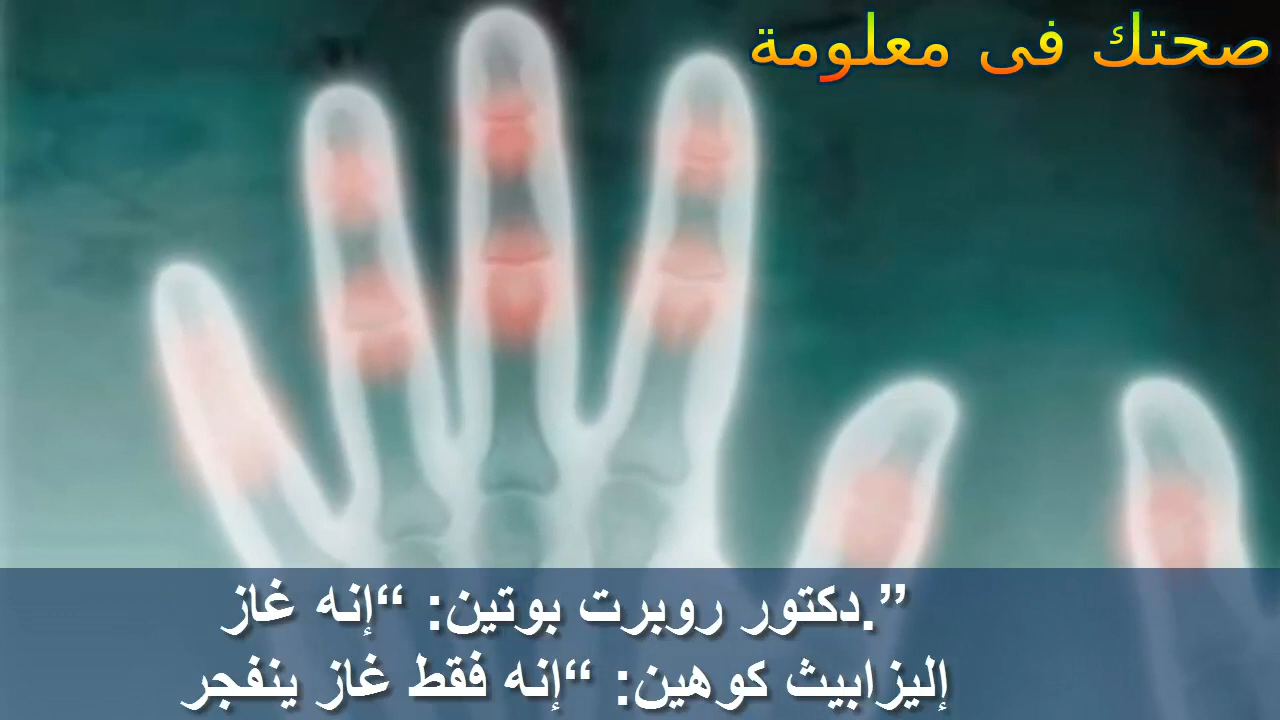 صحتك فى معلومة
دكتور روبرت بوتين: “إنه غاز.”
إليزابيث كوهين: “إنه فقط غاز ينفجر